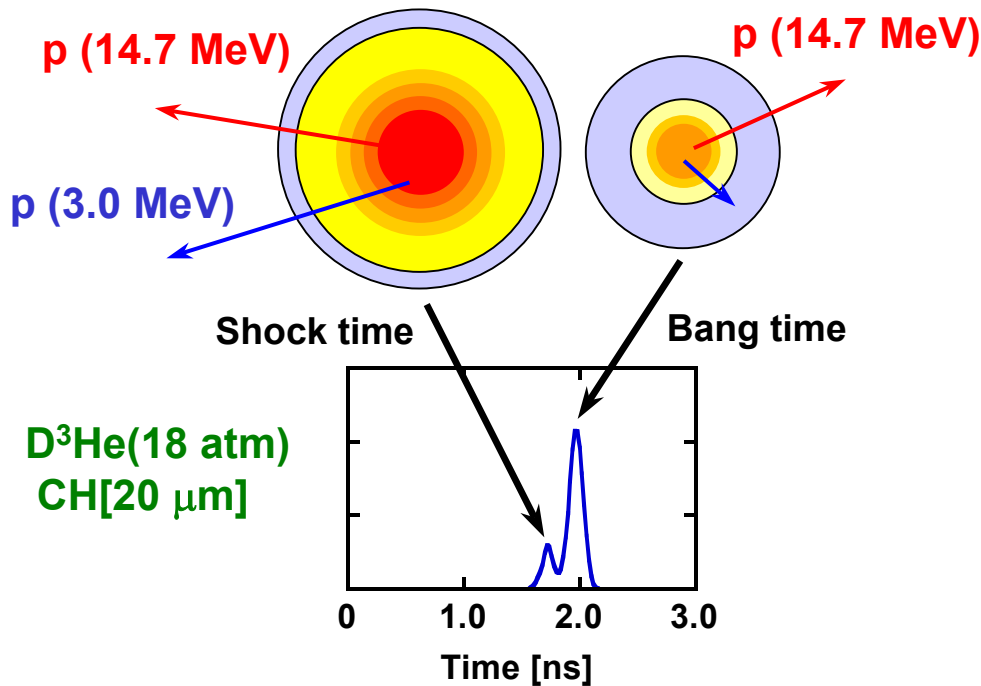 p (14.7 MeV)
p (14.7 MeV)
p (3.0 MeV)
Shock time
Bang time
D³He(18 atm)
CH[20 μm]
0
1.0
2.0
3.0
Time [ns]